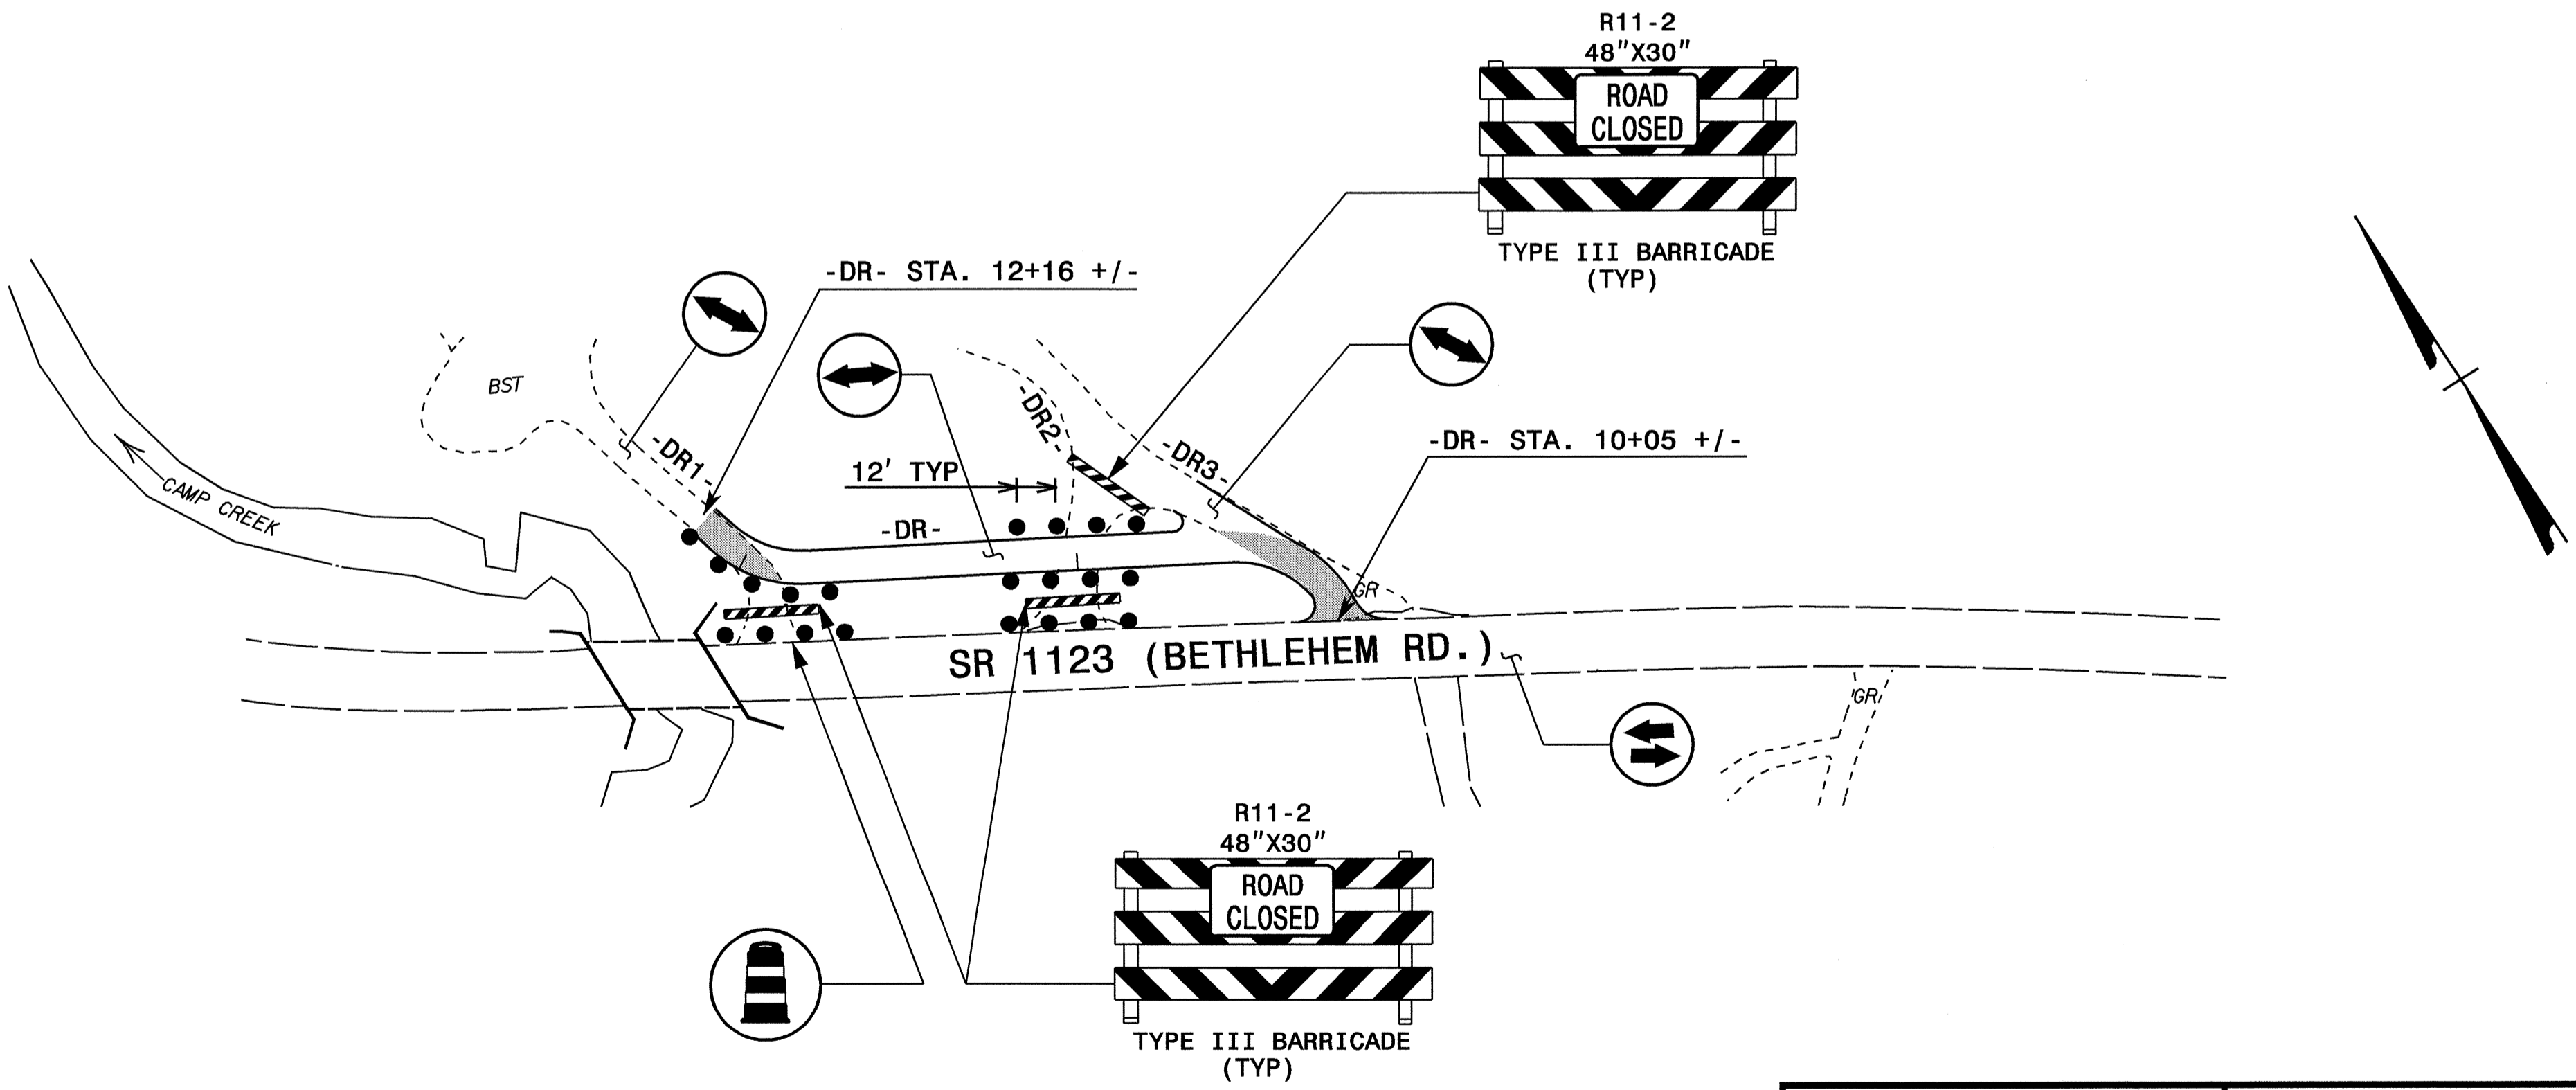 R11-2
48"X30"
ROAD
CLOSED
TYPE III BARRICADE
(TYP)
-DR- STA. 12+16 +/-
BST
-DR1-
-DR2-
-DR3-
-DR- STA. 10+05 +/-
12' TYP
CAMP CREEK
-DR-
GR
SR 1123 (BETHLEHEM RD.)
GR
R11-2
48"X30"
ROAD
CLOSED
TYPE III BARRICADE
(TYP)